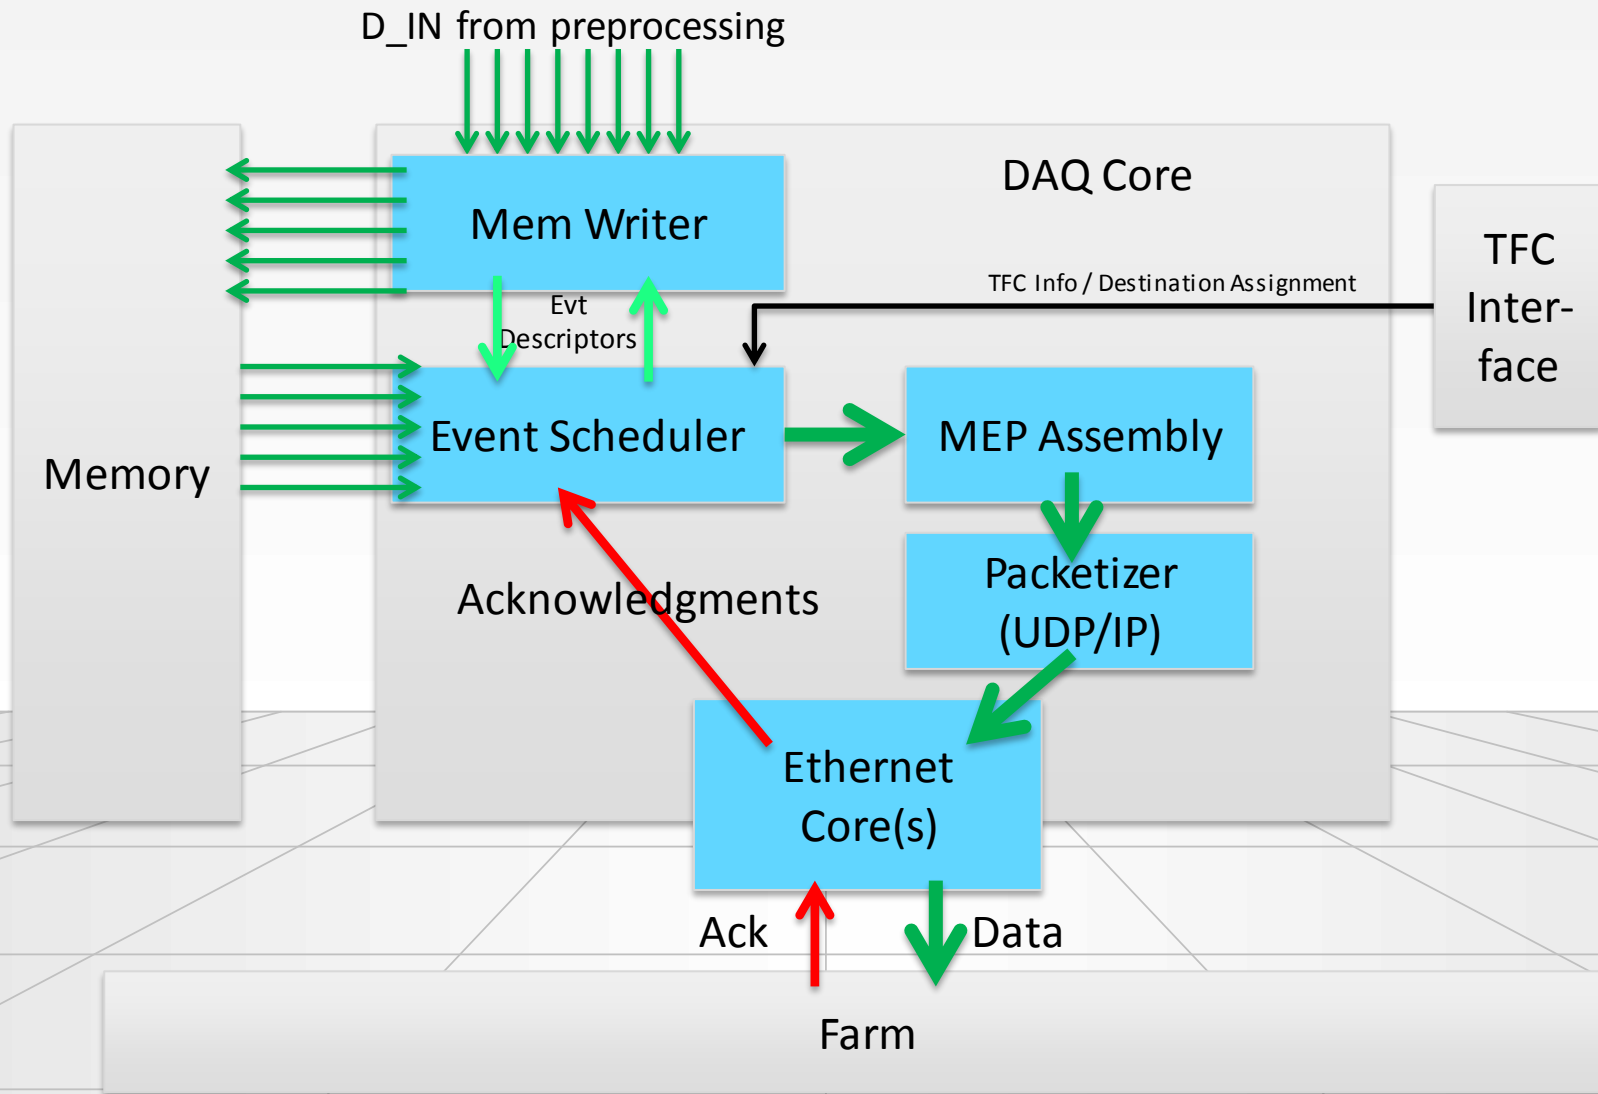 D_IN from preprocessing
DAQ Core
Mem Writer
TFC
Inter-
face
TFC Info / Destination Assignment
Evt
Descriptors
Memory
Event Scheduler
MEP Assembly
Packetizer
(UDP/IP)
Acknowledgments
Ethernet
Core(s)
Ack
Data
Farm